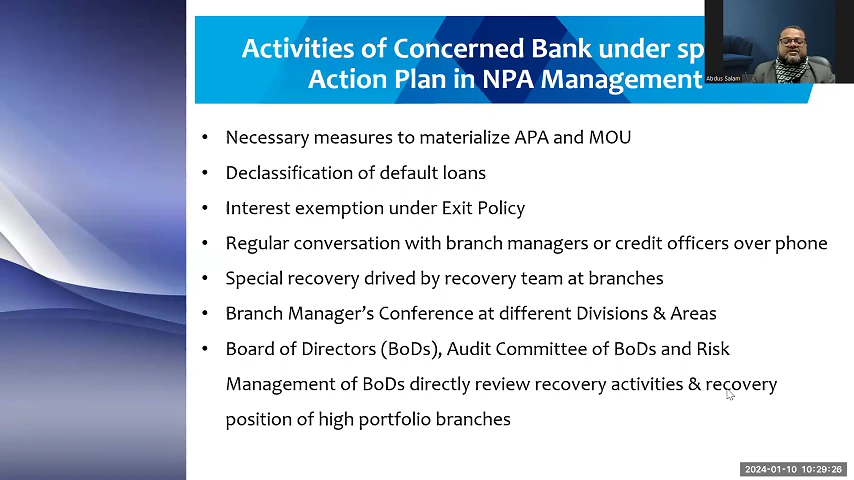 Activities of Concerned Bank under sp
Action Plan in NPA Management
Abdus Salam
• Necessary measures to materialize APA and MOU
• Declassification of default loans
• Interest exemption under Exit Policy
• Regular conversation with branch managers or credit officers over phone
• Special recovery drived by recovery team at branches
• Branch Manager’s Conference at different Divisions & Areas
• Board of Directors (BoDs), Audit Committee of BoDs and Risk
Management of BoDs directly review recovery activities & recovery
position of high portfolio branches
2024-01-10 10:29:26